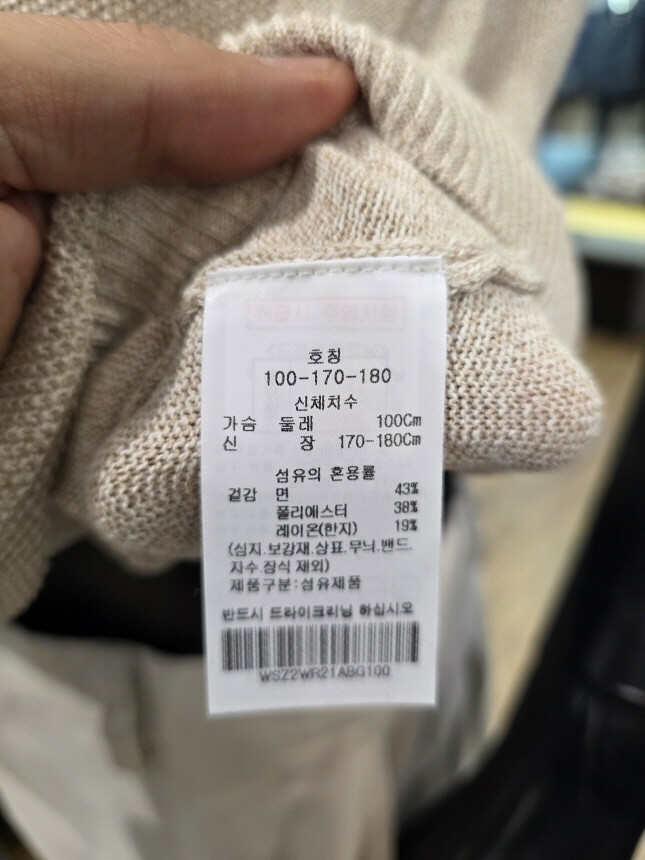 호칭
100-170-180
신체치수
가슴 둘래 100Cm
신 장 170-180Cm
섬유의 혼용률
겉감 면 43%
폴리에스터 38%
레이온(한지) 19%
(심지.보강재.상표.무늬.밴드.
자수.장식 제외)
제품구분:섬유제품
반드시 드라이크리닝 하십시오
WSZ2WR21ABG100